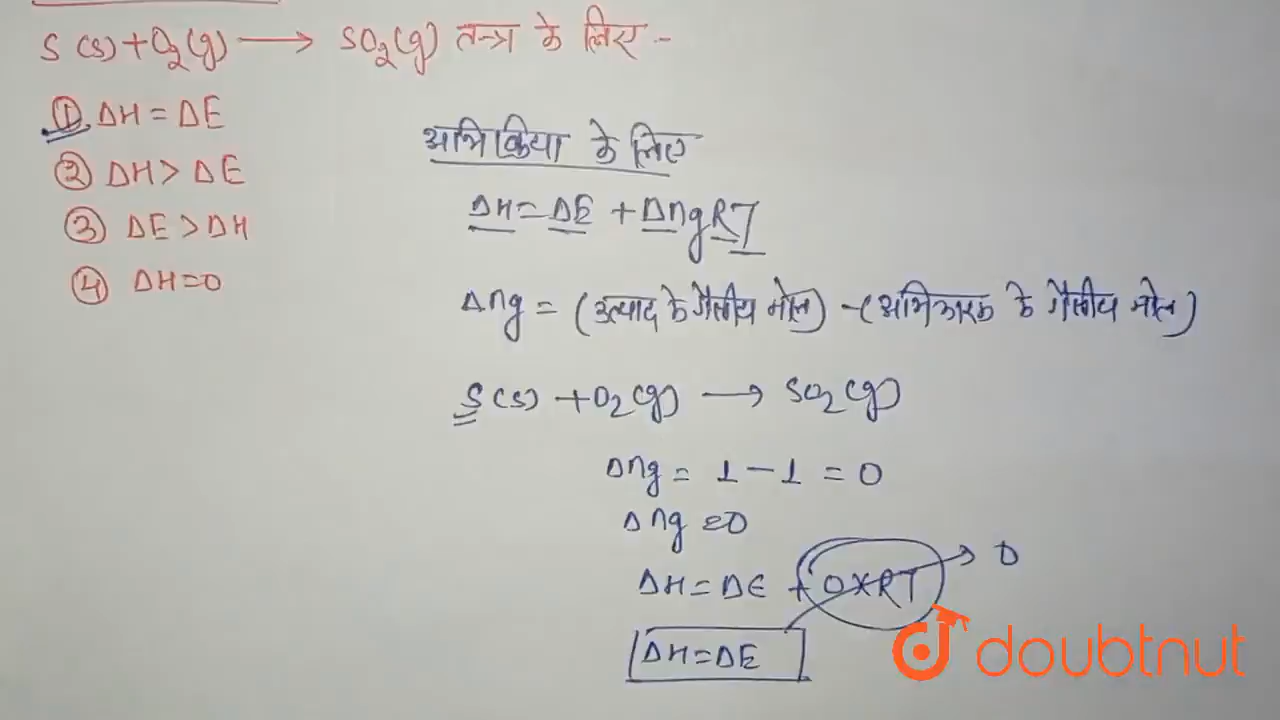 S(s)+O₂(g) ⟶ SO₂(g) तन्त्र के लिए -
① ΔH = ΔE
② ΔH > ΔE
③ ΔE > ΔH
④ ΔH=0
अभिक्रिया के लिए
ΔH = ΔE + ΔngRT
Δng = (उत्पाद के गैसीय मोल) - (अभिकारक के गैसीय मोल)
S(s) + O₂(g) ⟶ SO₂(g)
Δng = 1 - 1 = 0
Δng = 0
ΔH = ΔE + 0×RT → 0
ΔH = ΔE
doubtnut